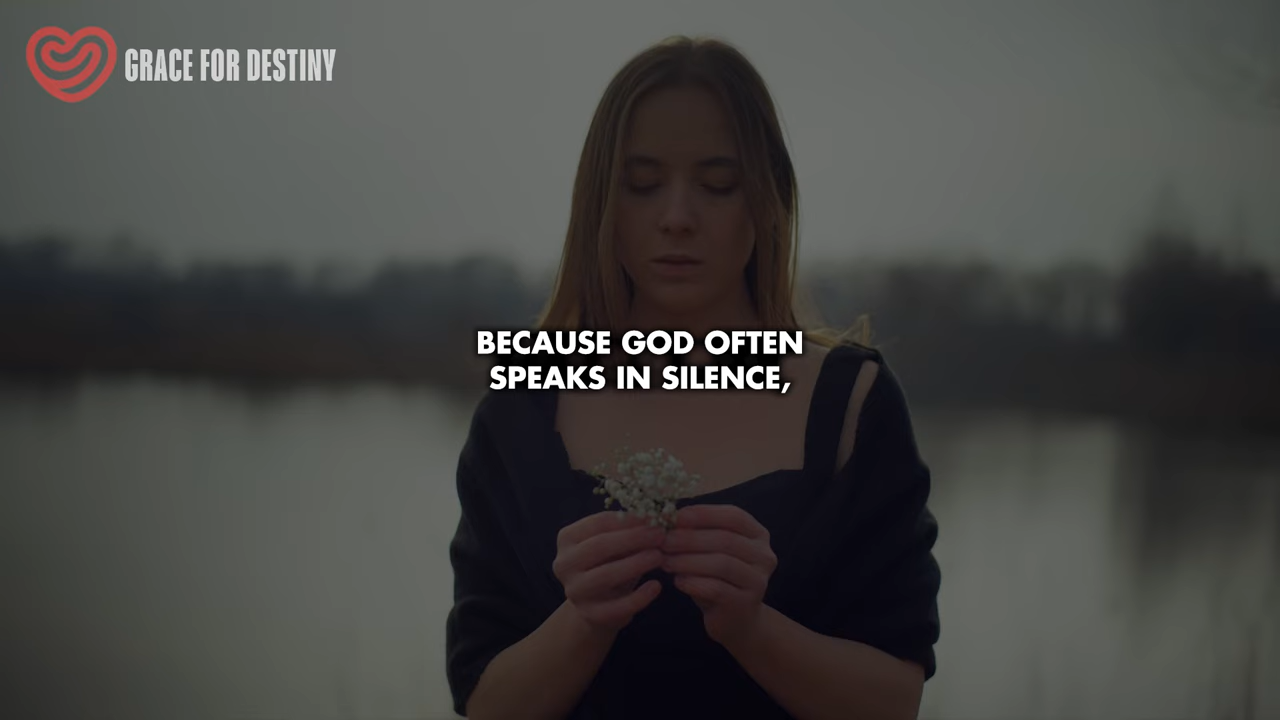 GRACE FOR DESTINY
BECAUSE GOD OFTEN
SPEAKS IN SILENCE,